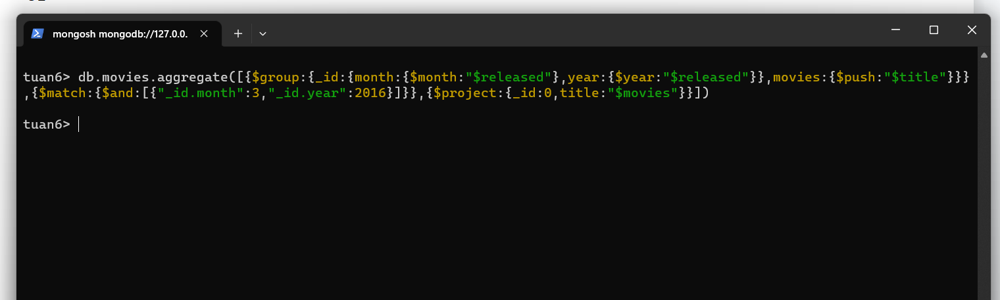 mongosh mongodb://127.0.0.
tuan6> db.movies.aggregate([{$group:{_id:{month:{$month:"$released"},year:{$year:"$released"}},movies:{$push:"$title"}}}
,{$match:{$and:[{"_id.month":3,"_id.year":2016}]}},{$project:{_id:0,title:"$movies"}}])
tuan6>